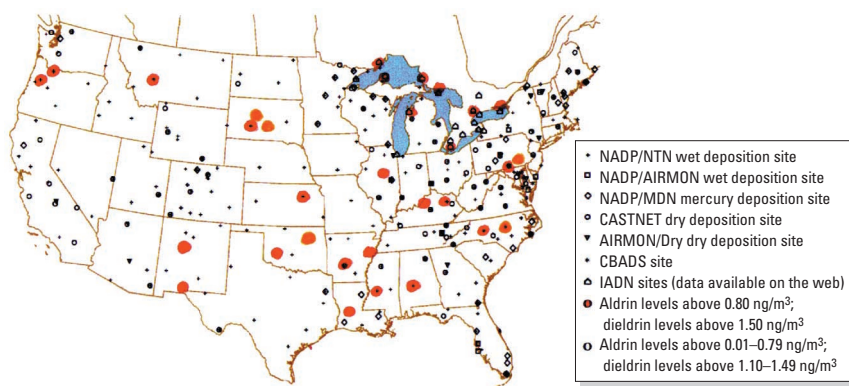 NADP/NTN wet deposition site
NADP/AIRMON wet deposition site
NADP/MDN mercury deposition site
CASTNET dry deposition site
AIRMON/Dry dry deposition site
CBADS site
IADN sites (data available on the web)
Aldrin levels above 0.80 ng/m³;
dieldrin levels above 1.50 ng/m³
Aldrin levels above 0.01–0.79 ng/m³;
dieldrin levels above 1.10–1.49 ng/m³